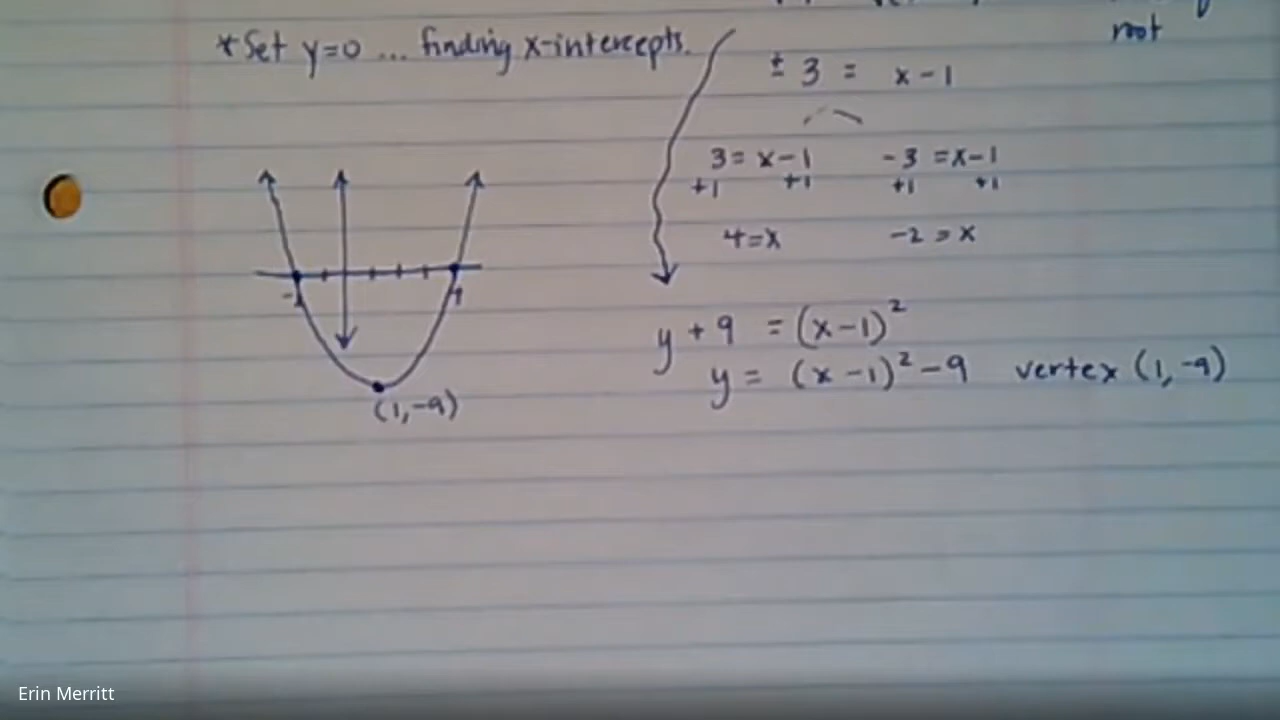 root
* Set y=0 ... finding x-intercepts.
± 3 = x - 1
3 = x - 1 -3 = x - 1
+1 +1 +1 +1
4 = x -2 = x
y + 9 = (x - 1)²
y = (x - 1)² - 9 vertex (1, -9)
(1, -9)
Erin Merritt